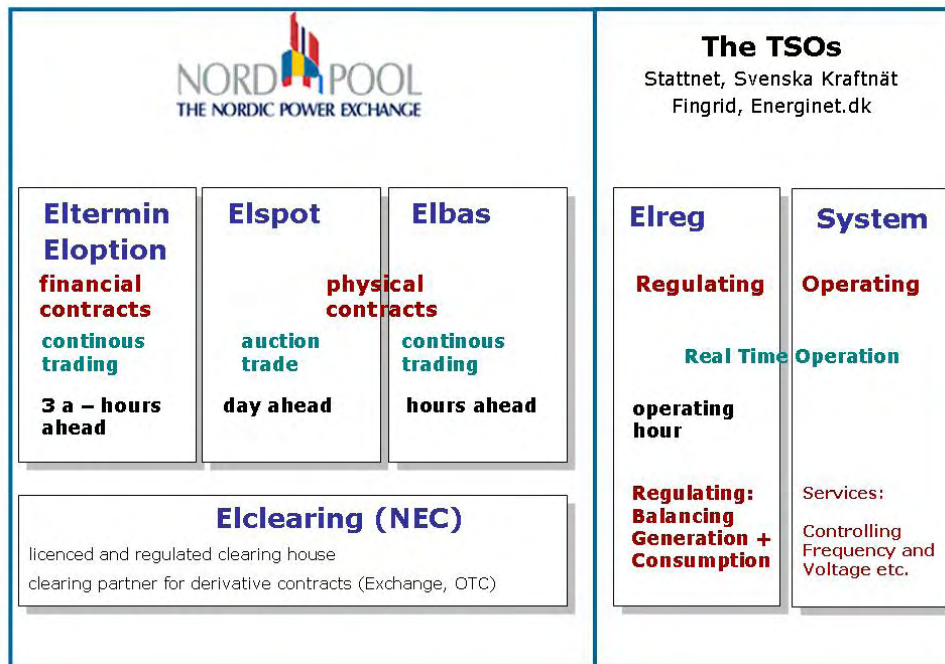 NORD POOL
THE NORDIC POWER EXCHANGE
Eltermin
Eloption
financial
contracts
continous
trading
3 a – hours
ahead
Elspot
physical
contracts
auction
trade
day ahead
Elbas
continous
trading
hours ahead
Elclearing (NEC)
licenced and regulated clearing house
clearing partner for derivative contracts (Exchange, OTC)
The TSOs
Stattnet, Svenska Kraftnät
Fingrid, Energinet.dk
Elreg
Regulating
Real Time Operation
operating
hour
Regulating:
Balancing
Generation +
Consumption
System
Operating
Services:
Controlling
Frequency and
Voltage etc.